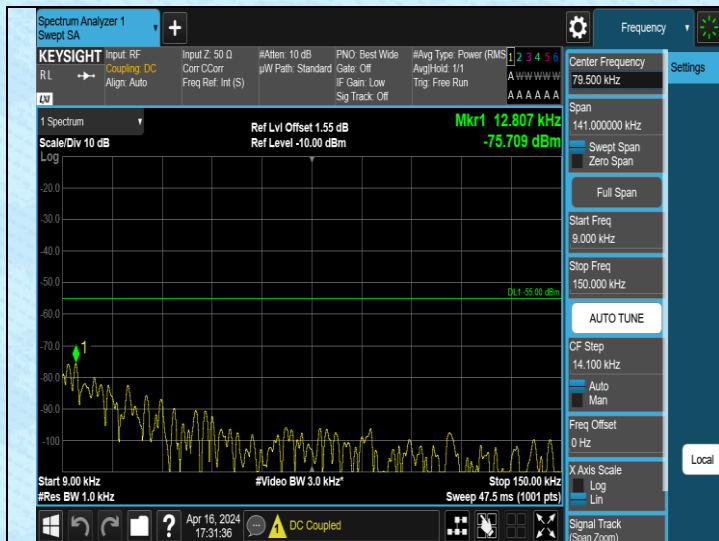 Spectrum Analyzer 1
Swept SA
Frequency
KEYSIGHT
RL
LXI
Input: RF
Coupling: DC
Align: Auto
Input Z: 50 Ω
Corr CCorr
Freq Ref: Int (S)
#Atten: 10 dB
µW Path: Standard
PNO: Best Wide
Gate: Off
IF Gain: Low
Sig Track: Off
#Avg Type: Power (RMS
Avg|Hold: 1/1
Trig: Free Run
1 2 3 4 5 6
A W W W W W
A A A A A A
1 Spectrum
Scale/Div 10 dB
Ref Lvl Offset 1.55 dB
Ref Level -10.00 dBm
Mkr1 12.807 kHz
-75.709 dBm
Log
-20.0
-30.0
-40.0
-50.0
DL1 -55.00 dBm
-60.0
-70.0
1
-80.0
-90.0
-100
Start 9.00 kHz
#Video BW 3.0 kHz*
Stop 150.00 kHz
#Res BW 1.0 kHz
Sweep 47.5 ms (1001 pts)
?
Apr 16, 2024
17:31:36
1
DC Coupled
Center Frequency
79.500 kHz
Settings
Span
141.000000 kHz
Swept Span
Zero Span
Full Span
Start Freq
9.000 kHz
Stop Freq
150.000 kHz
AUTO TUNE
CF Step
14.100 kHz
Auto
Man
Freq Offset
0 Hz
X Axis Scale
Log
Lin
Local
Signal Track
(Span Zoom)